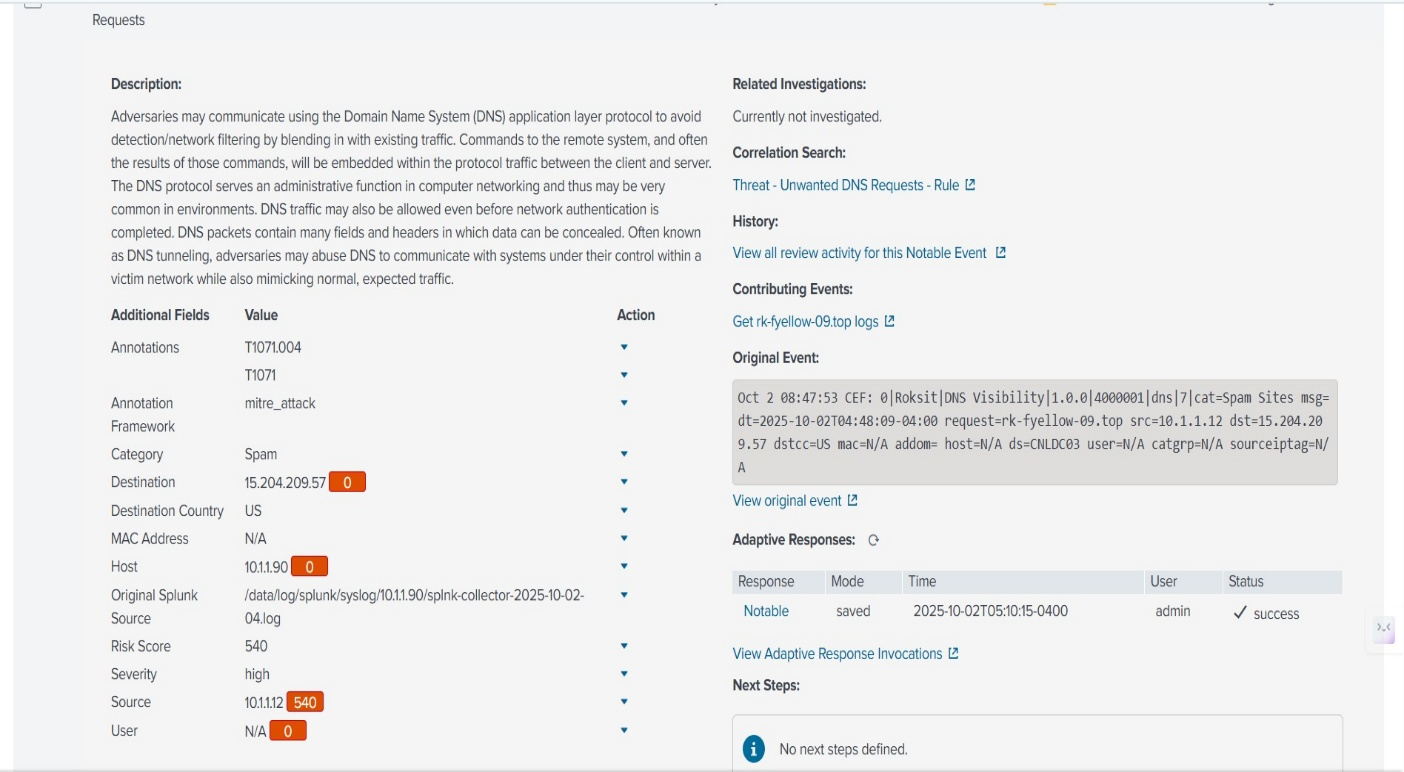 Requests
Description:
Adversaries may communicate using the Domain Name System (DNS) application layer protocol to avoid
detection/network filtering by blending in with existing traffic. Commands to the remote system, and often
the results of those commands, will be embedded within the protocol traffic between the client and server.
The DNS protocol serves an administrative function in computer networking and thus may be very
common in environments. DNS traffic may also be allowed even before network authentication is
completed. DNS packets contain many fields and headers in which data can be concealed. Often known
as DNS tunneling, adversaries may abuse DNS to communicate with systems under their control within a
victim network while also mimicking normal, expected traffic.
Additional Fields Value Action
Annotations T1071.004
T1071
Annotation mitre_attack
Framework
Category Spam
Destination 15.204.209.57 0
Destination Country US
MAC Address N/A
Host 10.1.1.90 0
Original Splunk /data/log/splunk/syslog/10.1.1.90/splnk-collector-2025-10-02-
Source 04.log
Risk Score 540
Severity high
Source 10.1.1.12 540
User N/A 0
Related Investigations:
Currently not investigated.
Correlation Search:
Threat - Unwanted DNS Requests - Rule
History:
View all review activity for this Notable Event
Contributing Events:
Get rk-fyellow-09.top logs
Original Event:
Oct 2 08:47:53 CEF: 0|Roksit|DNS Visibility|1.0.0|4000001|dns|7|cat=Spam Sites msg=
dt=2025-10-02T04:48:09-04:00 request=rk-fyellow-09.top src=10.1.1.12 dst=15.204.20
9.57 dstcc=US mac=N/A addom= host=N/A ds=CNLDC03 user=N/A catgrp=N/A sourceiptag=N/
A
View original event
Adaptive Responses:
Response Mode Time User Status
Notable saved 2025-10-02T05:10:15-0400 admin success
View Adaptive Response Invocations
Next Steps:
No next steps defined.